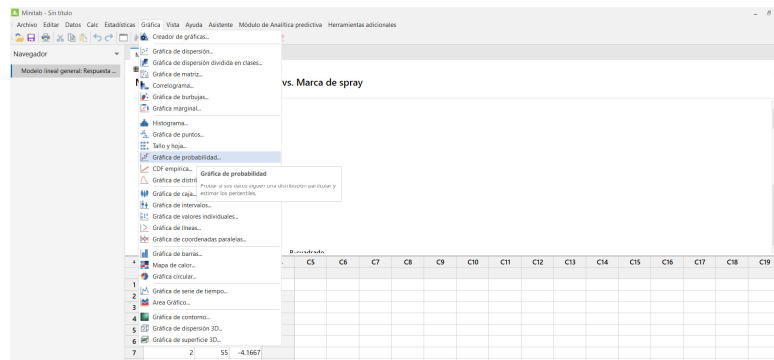 Minitab - Sin título
Archivo Editar Datos Calc Estadísticas Gráfica Vista Ayuda Asistente Módulo de Analítica predictiva Herramientas adicionales
Creador de gráficas...
Navegador
Gráfica de dispersión...
Gráfica de dispersión dividida en clases...
Modelo lineal general: Respuesta ...
Gráfica de matriz...
Correlograma...
vs. Marca de spray
Gráfica de burbujas...
Gráfica marginal...
Histograma...
Gráfica de puntos...
Tallo y hoja...
Gráfica de probabilidad...
CDF empírica...
Gráfica de probabilidad
Gráfica de distri
Probar si sus datos siguen una distribución particular y
estimar los percentiles.
Gráfica de caja...
Gráfica de intervalos...
Gráfica de valores individuales...
Gráfica de líneas...
Gráfica de coordenadas paralelas...
R-cuadrado
Gráfica de barras...
Mapa de calor...
C5 C6 C7 C8 C9 C10 C11 C12 C13 C14 C15 C16 C17 C18 C19
Gráfica circular...
1
Gráfica de serie de tiempo...
2
Area Gráfico...
3
4
Gráfica de contorno...
5
Gráfica de dispersión 3D...
6
Gráfica de superficie 3D...
7 2 55 -4.1667